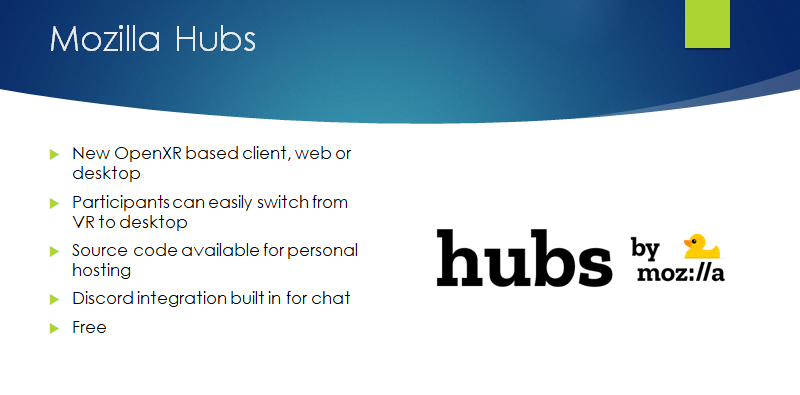 Mozilla Hubs
New OpenXR based client, web or
desktop
Participants can easily switch from
VR to desktop
Source code available for personal
hosting
Discord integration built in for chat
Free
hubs by
moz://a